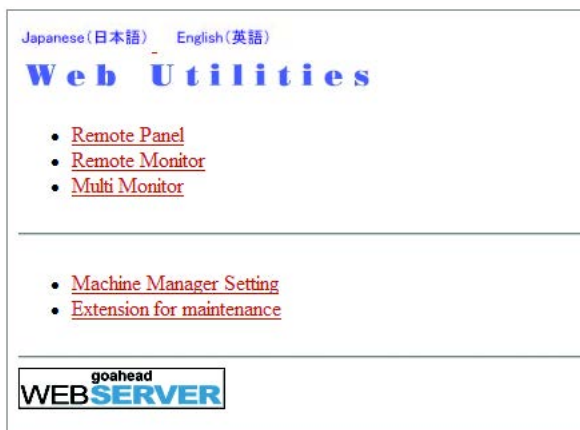 Japanese(日本語) English(英語)
Web Utilities
Remote Panel
Remote Monitor
Multi Monitor
Machine Manager Setting
Extension for maintenance
goahead
WEBSERVER